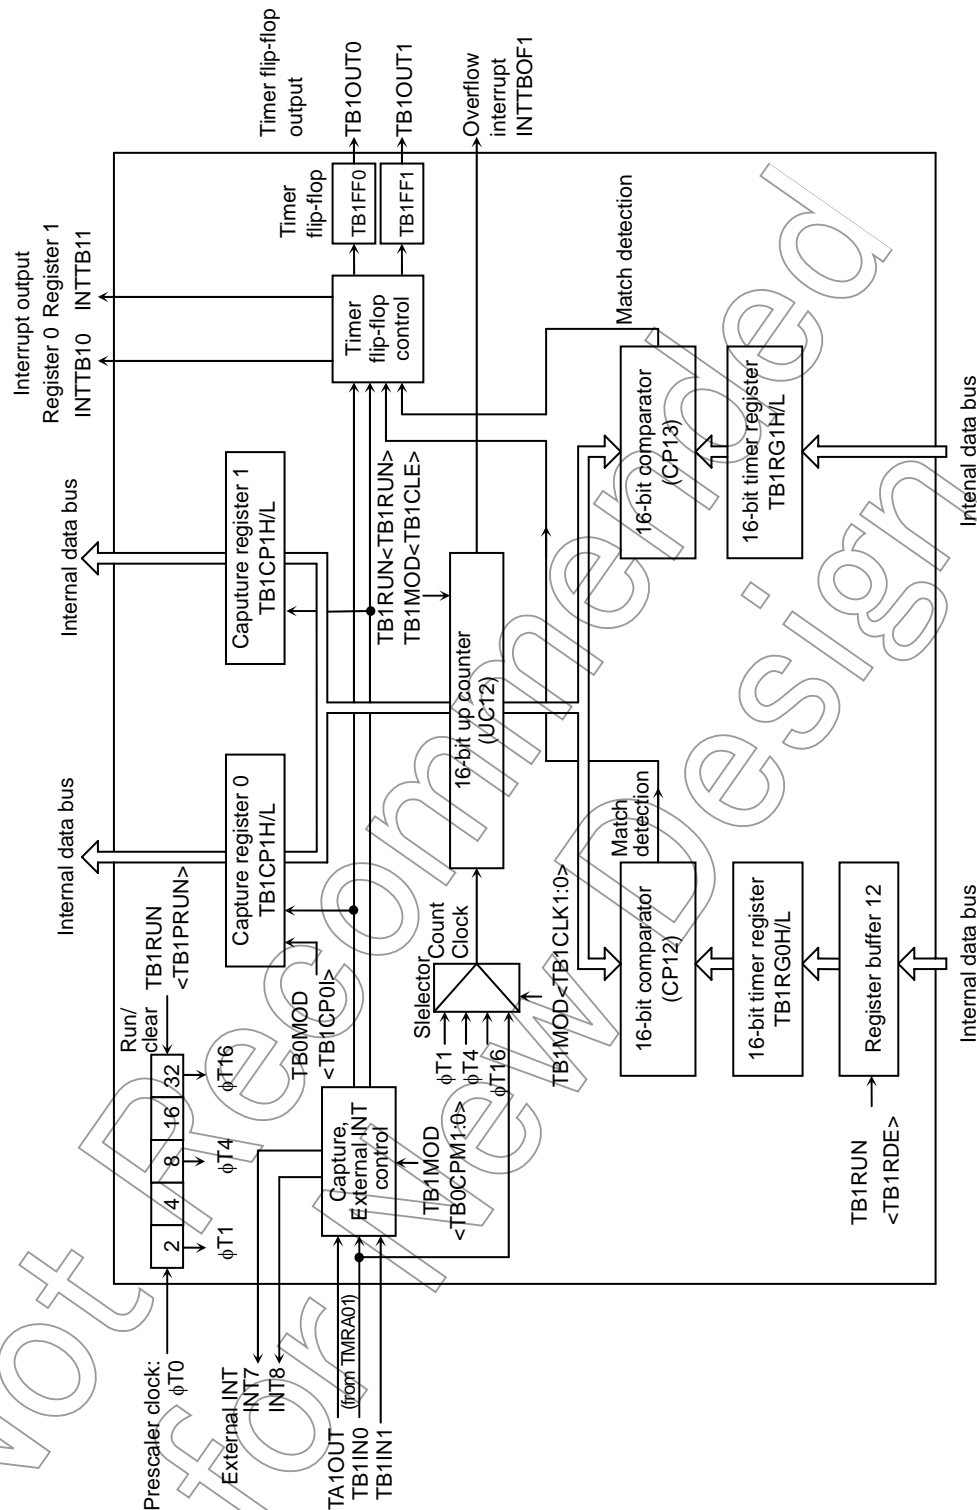 Prescaler clock:
ϕT0
2 4 8 16 32
ϕT1
ϕT4
ϕT16
Run/
clear
TB1RUN
<TB1PRUN>
Internal data bus
Internal data bus
Interrupt output
Register 0 Register 1
INTTB10 INTTB11
External INT
INT7
INT8
TA1OUT
(from TMRA01)
TB1IN0
TB1IN1
Capture,
External INT
control
TB1MOD
<TB0CPM1:0>
TB0MOD
<TB1CP0I>
Capture register 0
TB1CP1H/L
Caputure register 1
TB1CP1H/L
Timer
flip-flop
control
Timer
flip-flop
TB1FF0
TB1FF1
Timer flip-flop
output
TB1OUT0
TB1OUT1
Slelector
ϕT1
ϕT4
ϕT16
Count
Clock
TB1MOD<TB1CLK1:0>
TB1RUN<TB1RUN>
TB1MOD<TB1CLE>
16-bit up counter
(UC12)
Overflow
interrupt
INTTBOF1
16-bit comparator
(CP12)
Match
detection
16-bit comparator
(CP13)
Match detection
16-bit timer register
TB1RG0H/L
16-bit timer register
TB1RG1H/L
Register buffer 12
TB1RUN
<TB1RDE>
Internal data bus
Intenal data bus
Not Recommended
for New Design